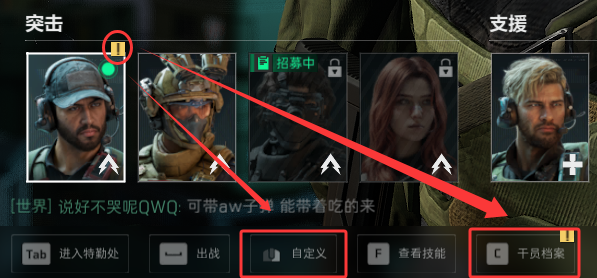 突击
支援
招募中
[世界] 说好不哭呢QWQ: 可带aw子弹 能带着吃的来
Tab 进入特勤处
出战
自定义
F 查看技能
C 干员档案